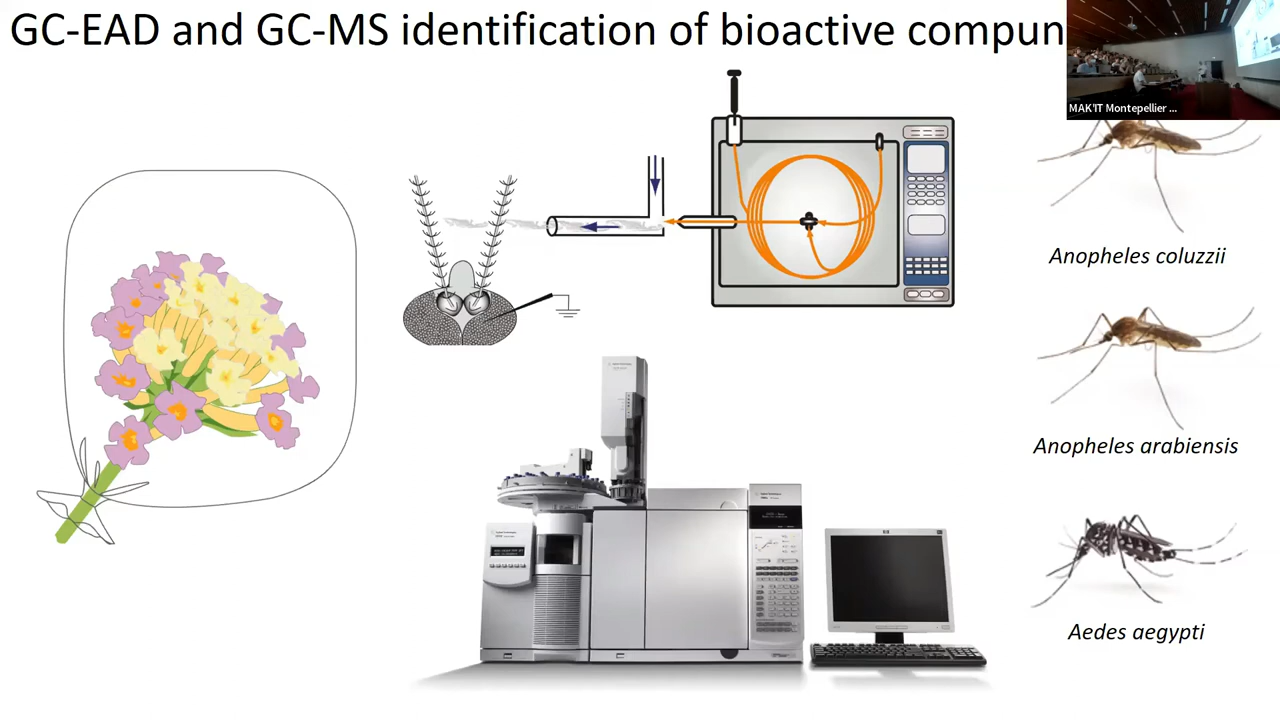 GC-EAD and GC-MS identification of bioactive compun
MAK'IT Montepellier ...
Anopheles coluzzii
Anopheles arabiensis
Aedes aegypti